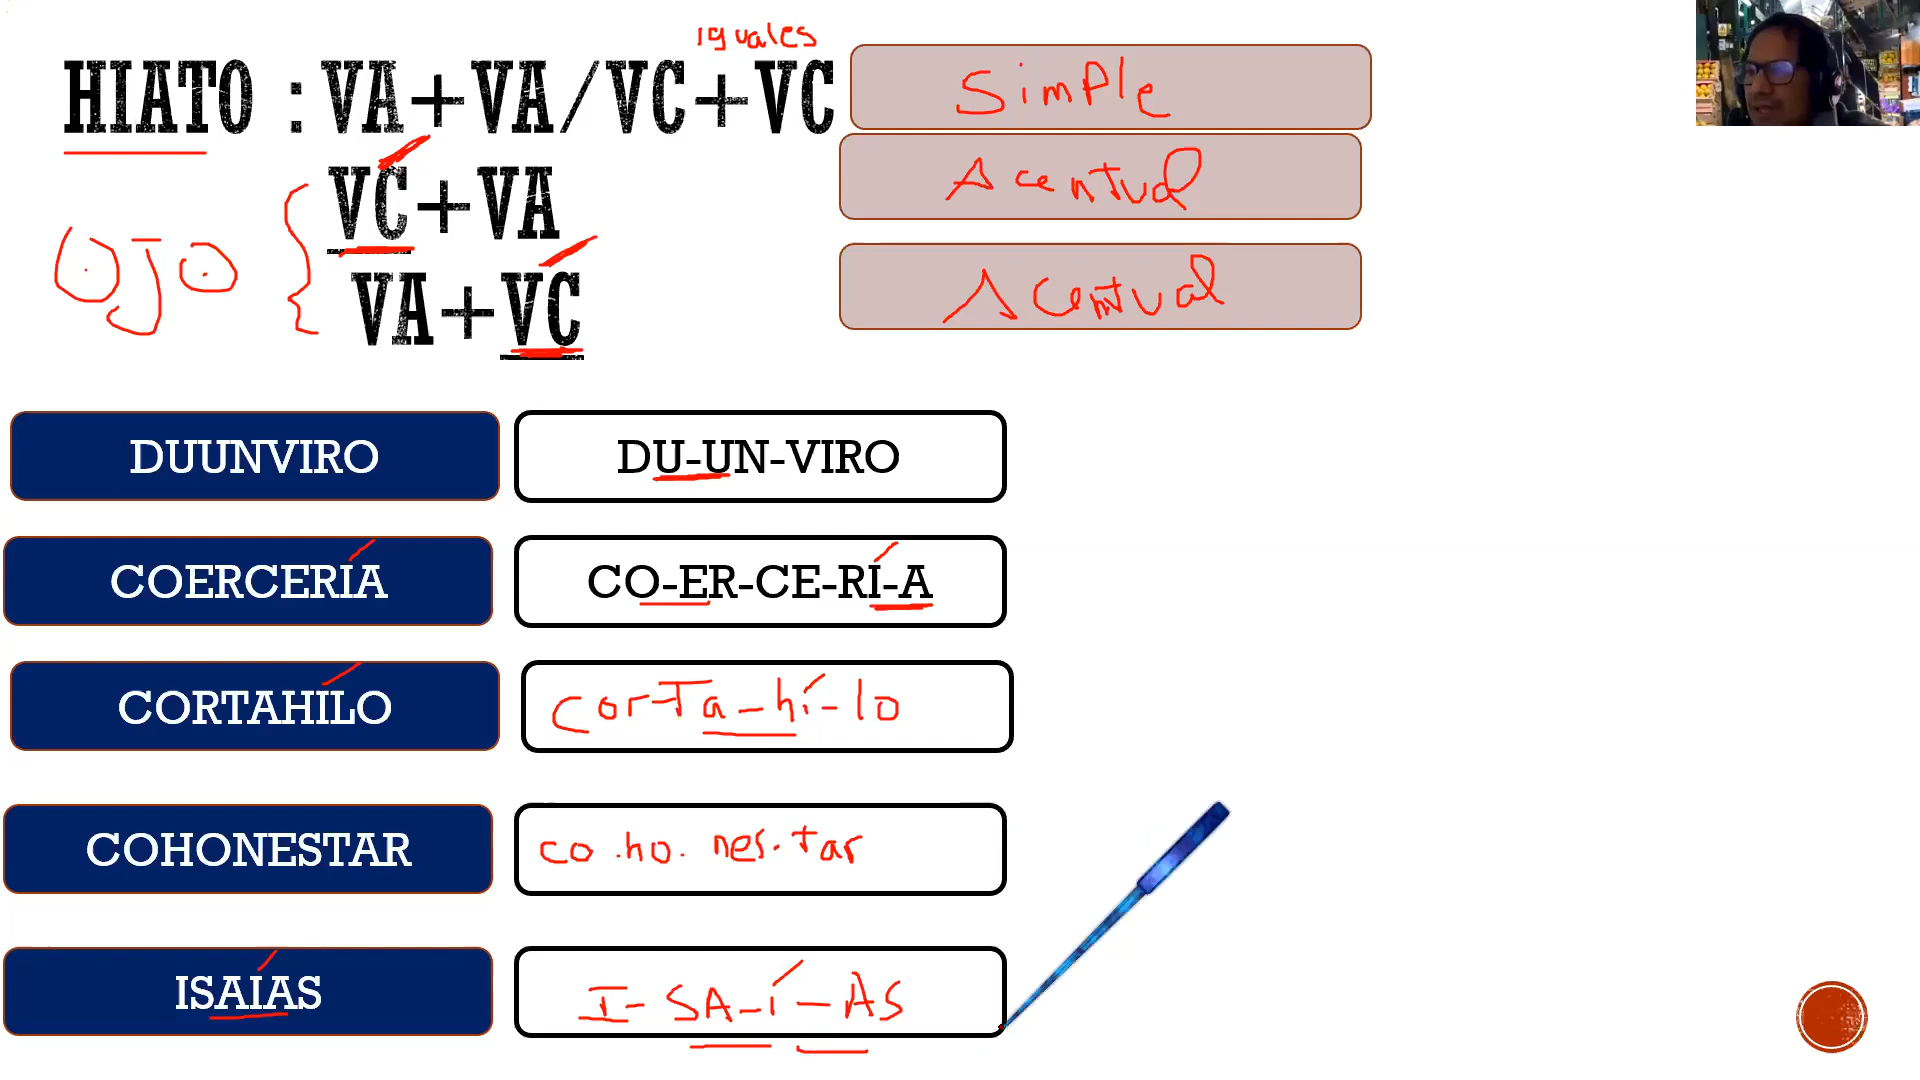 iguales
HIATO : VA+VA/VC+VC
Simple
VC+VA
Acentual
OJO
VA+VC
Acentual
DUUNVIRO
DU-UN-VIRO
COERCERÍA
CO-ER-CE-RÍ-A
CORTAHÍLO
Cor-Ta-hí-lo
COHONESTAR
co.ho.nes.tar
ISAÍAS
I-SA-í-AS